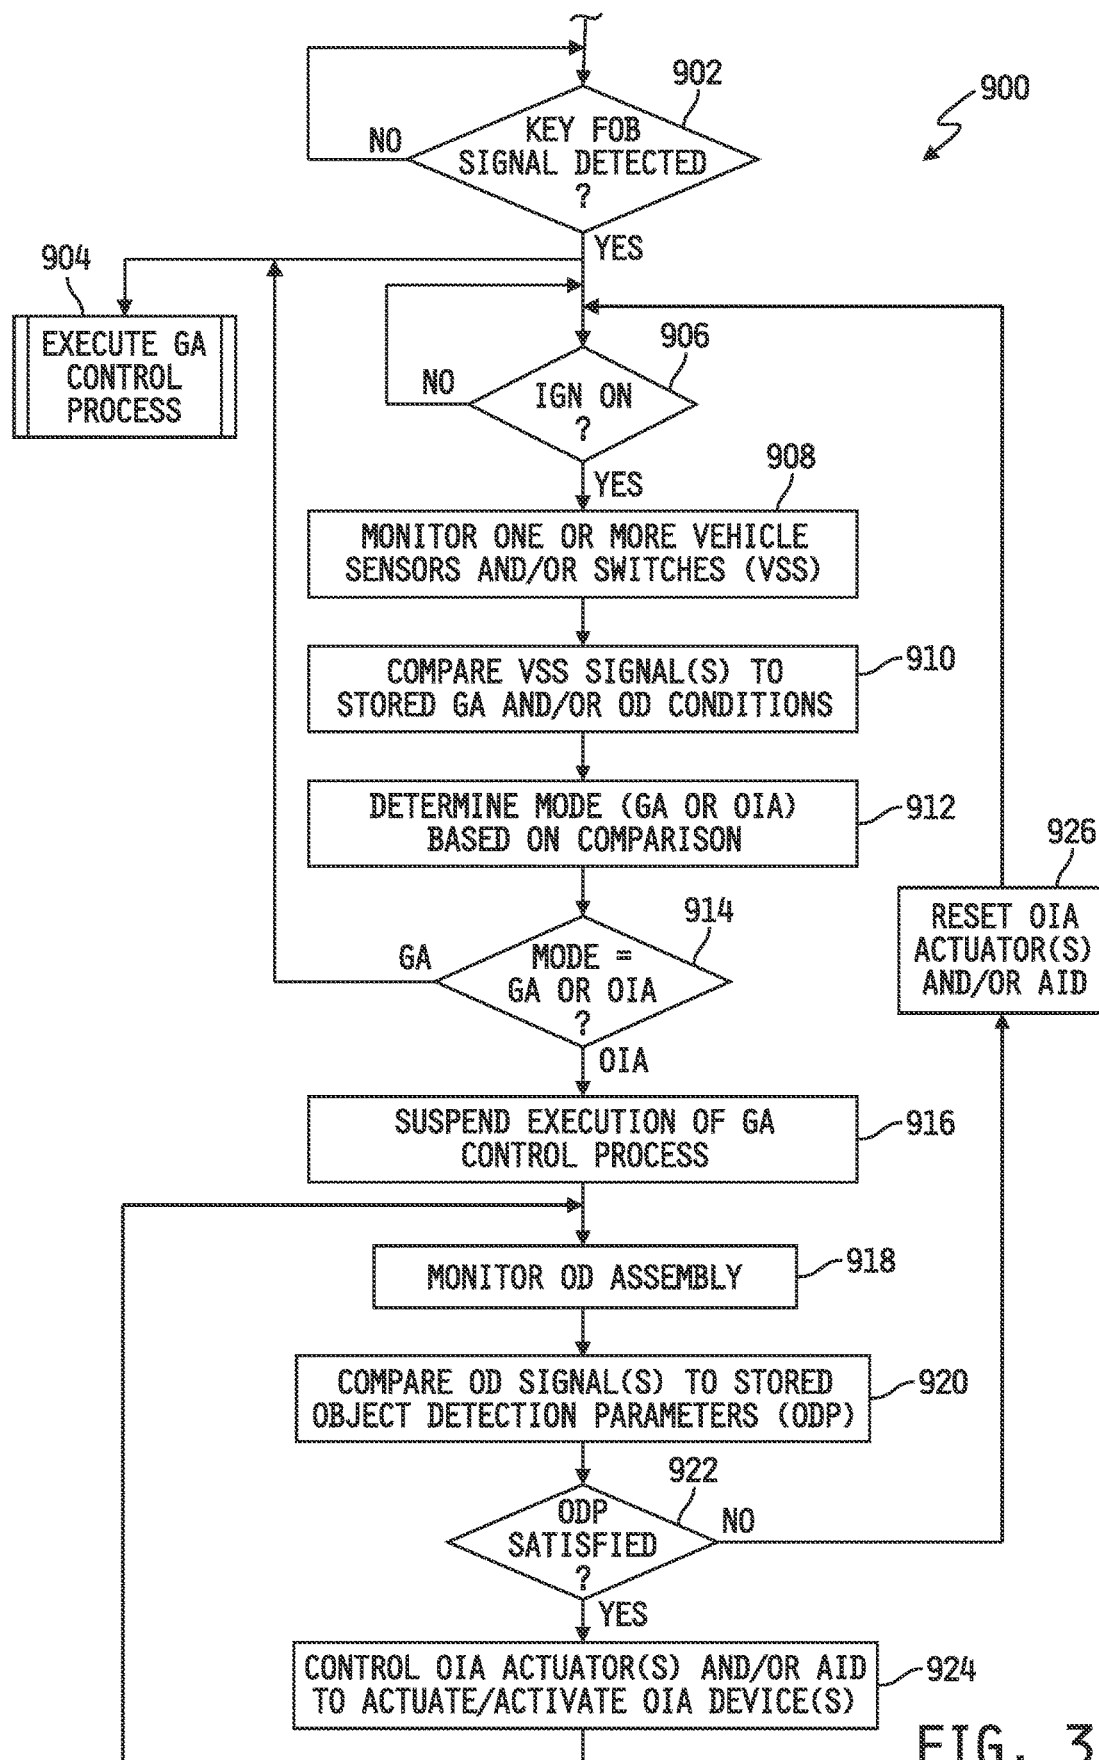 902
900
KEY FOB
SIGNAL DETECTED
?
NO
YES
904
EXECUTE GA
CONTROL
PROCESS
906
IGN ON
?
NO
YES
908
MONITOR ONE OR MORE VEHICLE
SENSORS AND/OR SWITCHES (VSS)
910
COMPARE VSS SIGNAL(S) TO
STORED GA AND/OR OD CONDITIONS
912
DETERMINE MODE (GA OR OIA)
BASED ON COMPARISON
926
RESET OIA
ACTUATOR(S)
AND/OR AID
914
GA
MODE =
GA OR OIA
?
OIA
916
SUSPEND EXECUTION OF GA
CONTROL PROCESS
918
MONITOR OD ASSEMBLY
920
COMPARE OD SIGNAL(S) TO STORED
OBJECT DETECTION PARAMETERS (ODP)
922
ODP
SATISFIED
?
NO
YES
924
CONTROL OIA ACTUATOR(S) AND/OR AID
TO ACTUATE/ACTIVATE OIA DEVICE(S)
FIG. 3